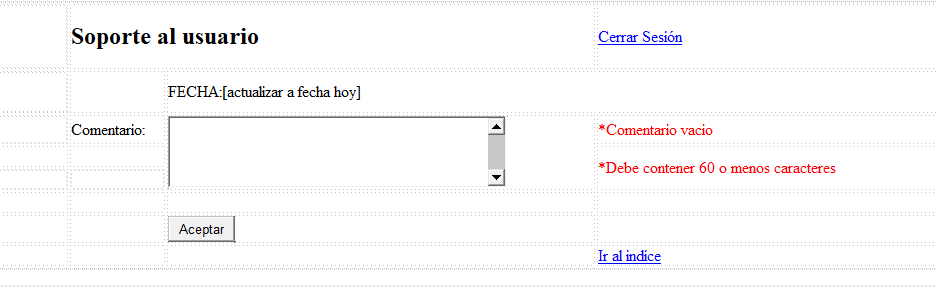 Soporte al usuario
Cerrar Sesión
FECHA:[actualizar a fecha hoy]
Comentario:
*Comentario vacio
*Debe contener 60 o menos caracteres
Aceptar
Ir al indice